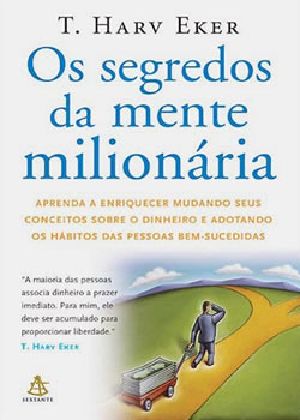 T. HARV EKER
Os segredos
da mente
milionária
APRENDA A ENRIQUECER MUDANDO SEUS
CONCEITOS SOBRE O DINHEIRO E ADOTANDO
OS HÁBITOS DAS PESSOAS BEM-SUCEDIDAS
"A maioria das pessoas
associa dinheiro a prazer
imediato. Para mim, ele
deve ser acumulado para
proporcionar liberdade."
T. HARV EKER
SEXTANTE